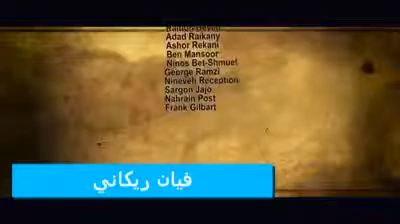 Adad Raikany
Ashor Rekani
Ben Mansoor
Ninos Bet-Shmuel
George Ramzi
Nineveh Reception
Sargon Jajo
Nahrain Post
Frank Gilbart
فيان ريكاني